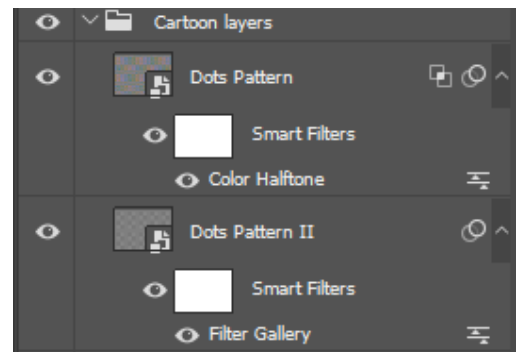 Cartoon layers
Dots Pattern
Smart Filters
Color Halftone
Dots Pattern II
Smart Filters
Filter Gallery